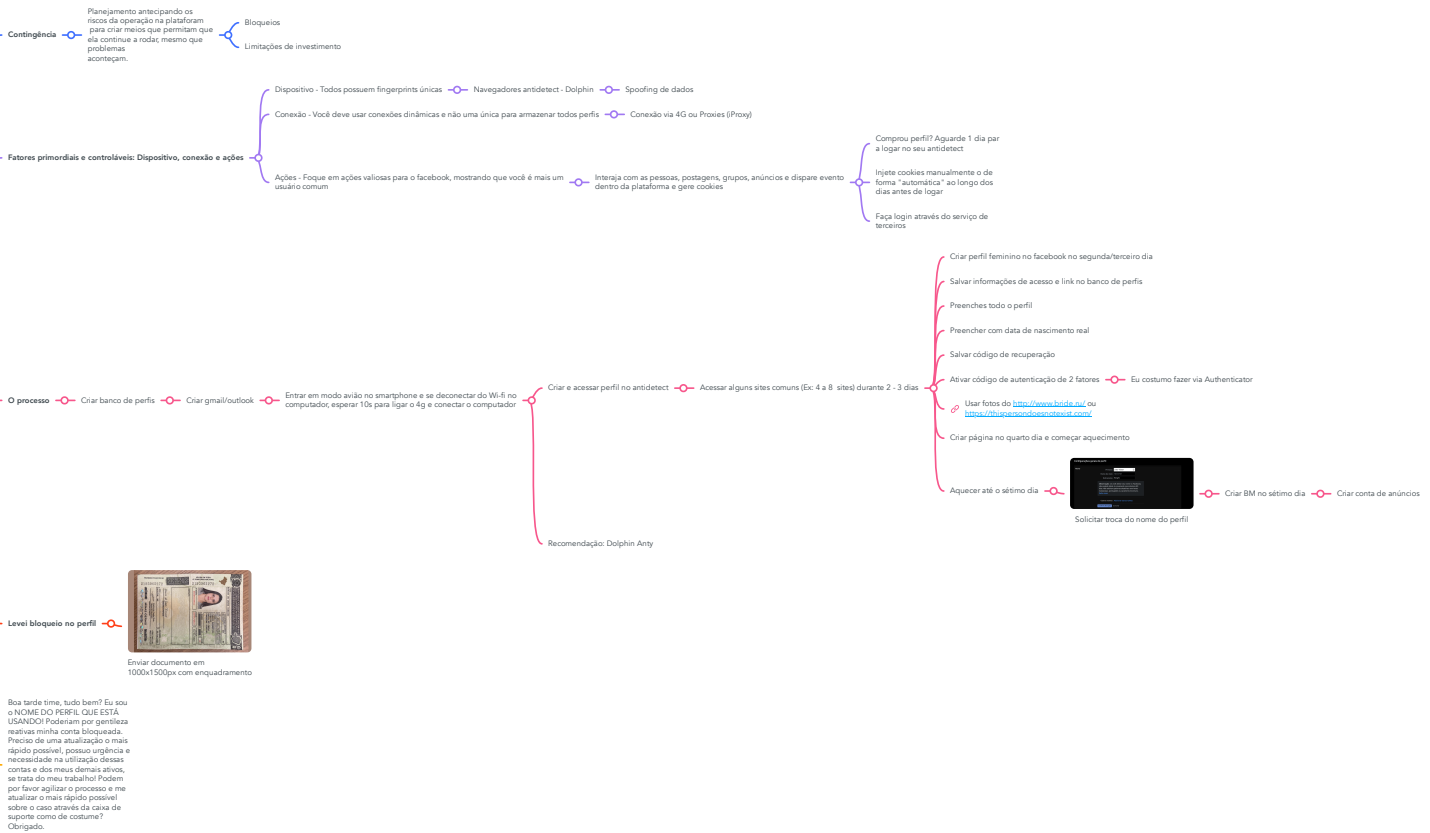 Contingência
Planejamento antecipando os
riscos da operação na plataforam
para criar meios que permitam que
ela continue a rodar, mesmo que
problemas
aconteçam.
Bloqueios
Limitações de investimento
Fatores primordiais e controláveis: Dispositivo, conexão e ações
Dispositivo - Todos possuem fingerprints únicas
Navegadores antidetect - Dolphin
Spoofing de dados
Conexão - Você deve usar conexões dinâmicas e não uma única para armazenar todos perfis
Conexão via 4G ou Proxies (iProxy)
Ações - Foque em ações valiosas para o facebook, mostrando que você é mais um
usuário comum
Interaja com as pessoas, postagens, grupos, anúncios e dispare evento
dentro da plataforma e gere cookies
Comprou perfil? Aguarde 1 dia par
a logar no seu antidetect
Injete cookies manualmente o de
forma "automática" ao longo dos
dias antes de logar
Faça login através do serviço de
terceiros
O processo
Criar banco de perfis
Criar gmail/outlook
Entrar em modo avião no smartphone e se deconectar do Wi-fi no
computador, esperar 10s para ligar o 4g e conectar o computador
Criar e acessar perfil no antidetect
Acessar alguns sites comuns (Ex: 4 a 8 sites) durante 2 - 3 dias
Criar perfil feminino no facebook no segunda/terceiro dia
Salvar informações de acesso e link no banco de perfis
Preenches todo o perfil
Preencher com data de nascimento real
Salvar código de recuperação
Ativar código de autenticação de 2 fatores
Eu costumo fazer via Authenticator
Usar fotos do http://www.bride.ru/ ou
https://thispersondoesnotexist.com/
Criar página no quarto dia e começar aquecimento
Aquecer até o sétimo dia
Solicitar troca do nome do perfil
Criar BM no sétimo dia
Criar conta de anúncios
Recomendação: Dolphin Anty
Levei bloqueio no perfil
Enviar documento em
1000x1500px com enquadramento
Boa tarde time, tudo bem? Eu sou
o NOME DO PERFIL QUE ESTÁ
USANDO! Poderiam por gentileza
reativas minha conta bloqueada.
Preciso de uma atualização o mais
rápido possível, possuo urgência e
necessidade na utilização dessas
contas e dos meus demais ativos,
se trata do meu trabalho! Podem
por favor agilizar o processo e me
atualizar o mais rápido possível
sobre o caso através da caixa de
suporte como de costume?
Obrigado.